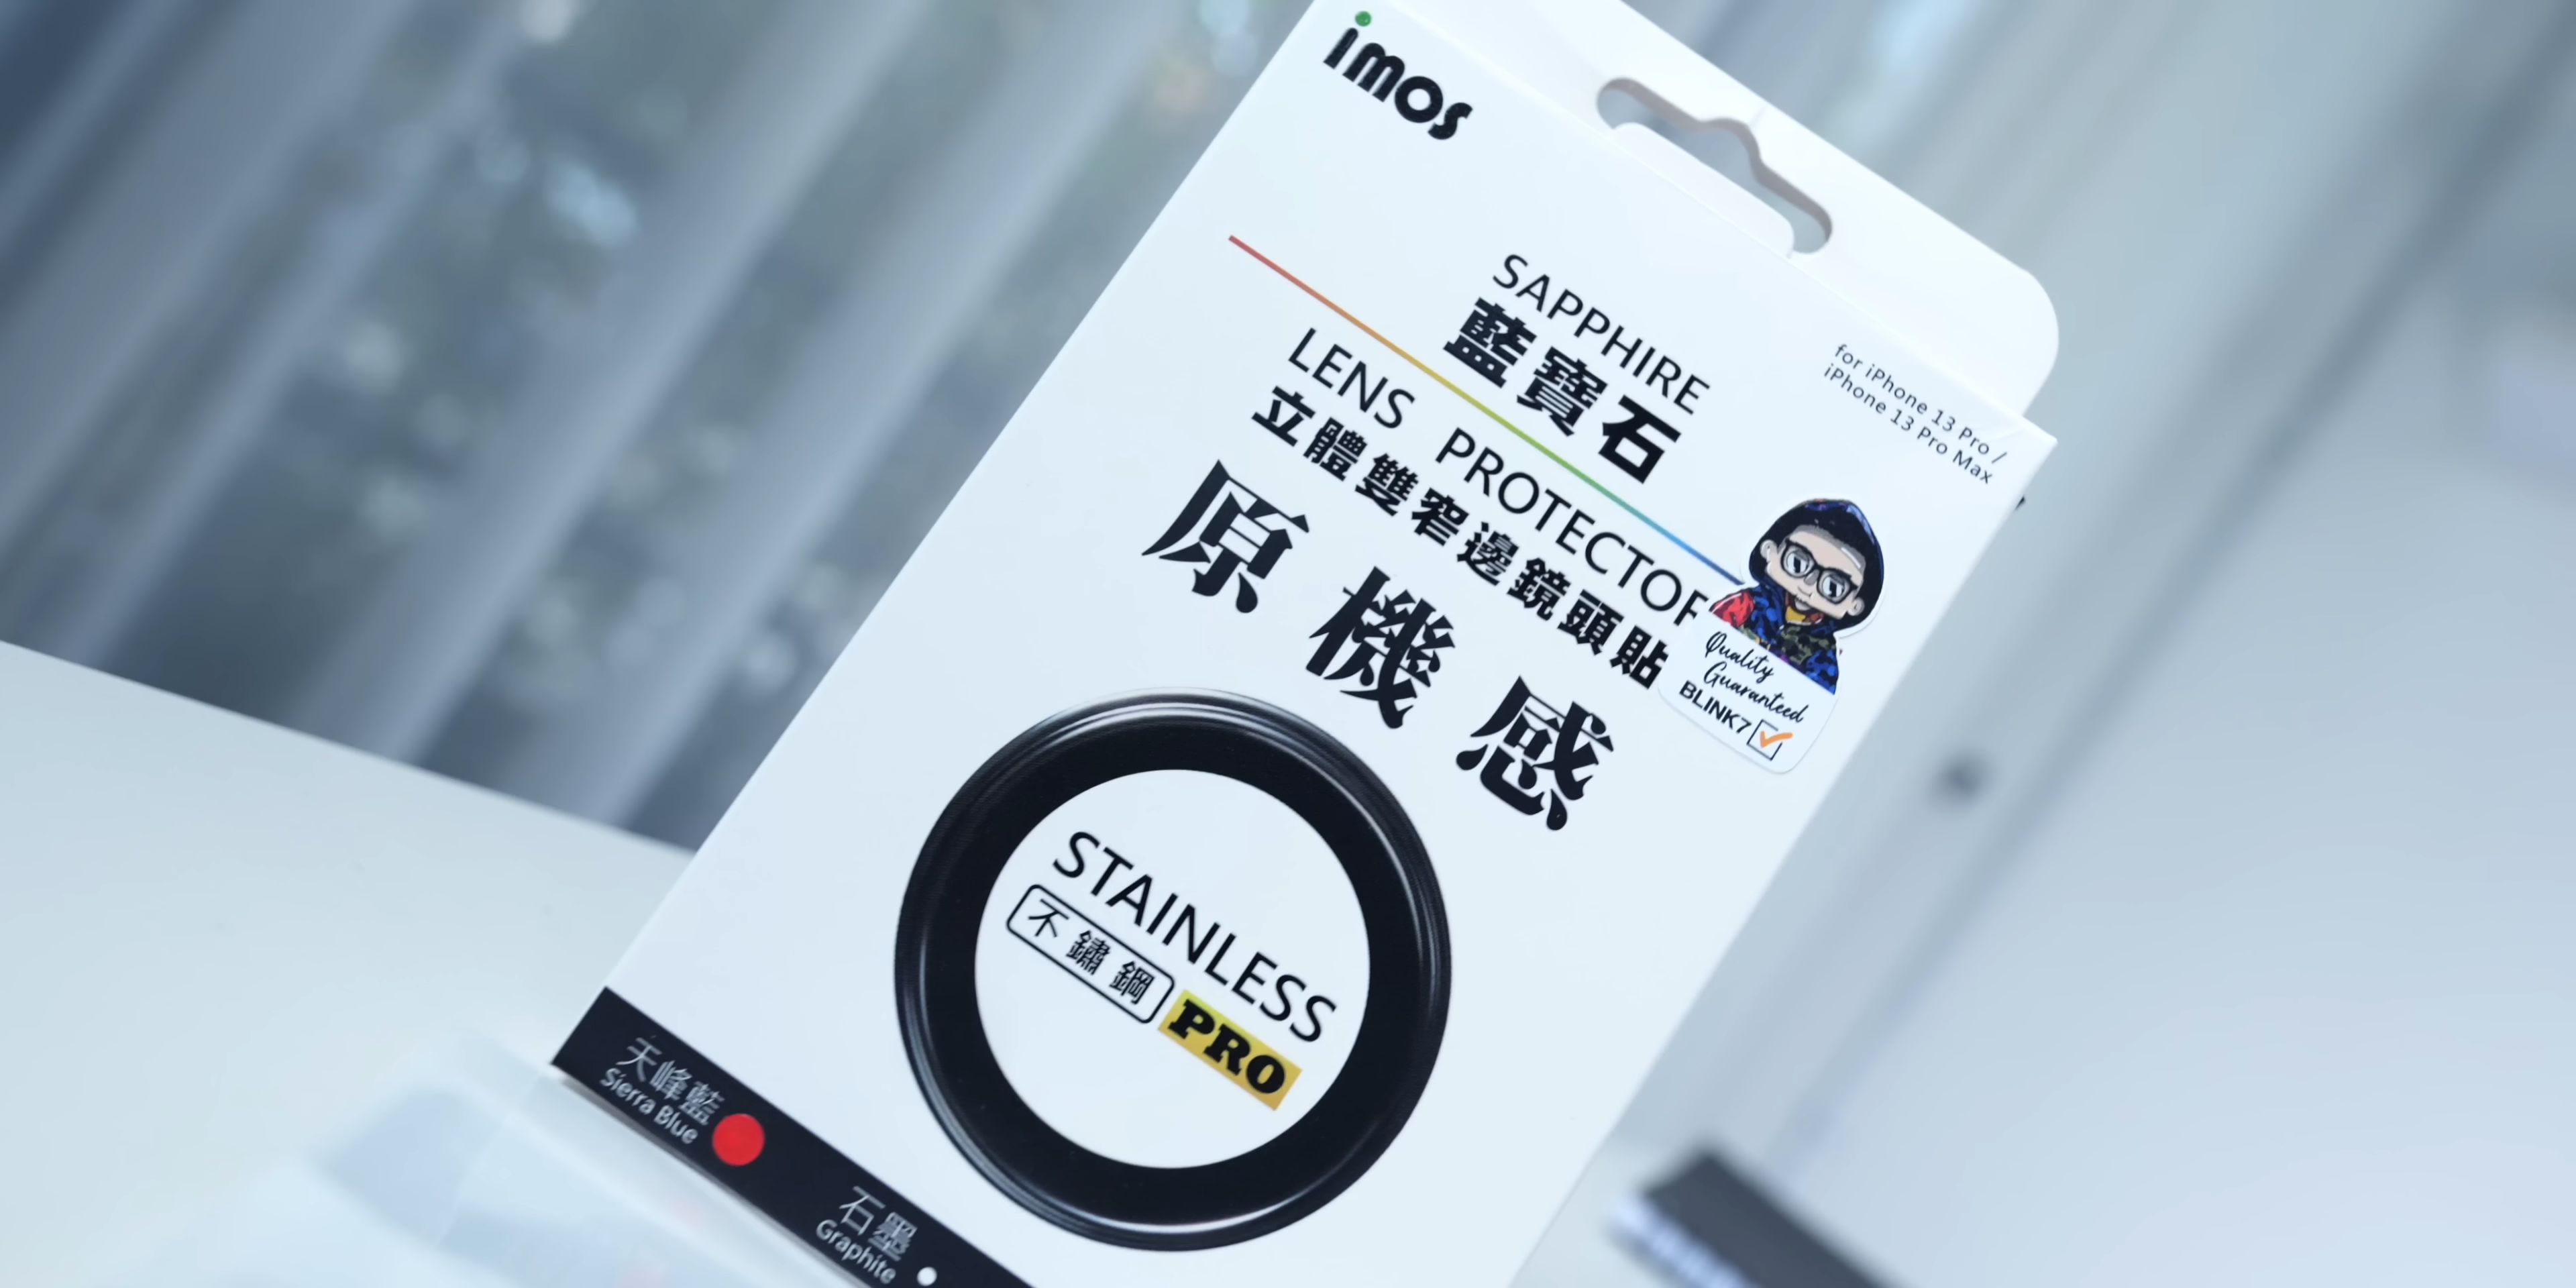 imos
for iPhone 13 Pro /
iPhone 13 Pro Max
SAPPHIRE
藍寶石
LENS PROTECTOR
立體雙窄邊鏡頭貼
原機感
Quality
Guaranteed
BLINK7
STAINLESS
不鏽鋼
PRO
天峰藍
Sierra Blue
石墨
Graphite